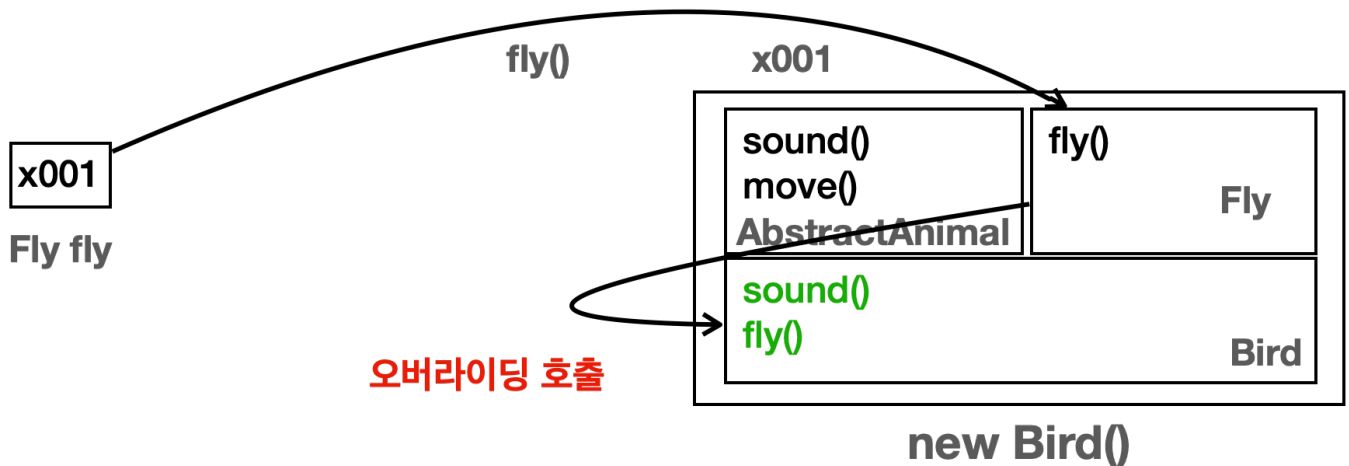 fly()
x001
x001
Fly fly
sound()
move()
AbstractAnimal
fly()
Fly
sound()
fly()
Bird
오버라이딩 호출
new Bird()